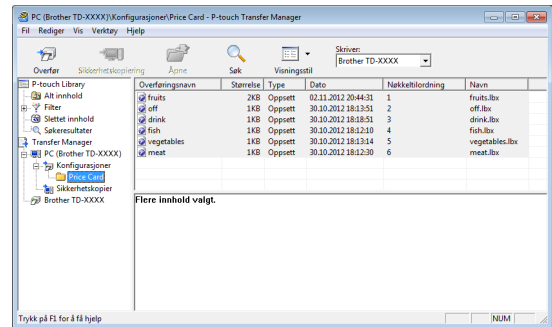 PC (Brother TD-XXXX)\Konfigurasjoner\Price Card - P-touch Transfer Manager
Fil Rediger Vis Verktøy Hjelp
Overfør Sikkerhetskopiering Åpne Søk Visningsstil
Skriver:
Brother TD-XXXX
P-touch Library
Alt innhold
Filter
Slettet innhold
Søkeresultater
Transfer Manager
PC (Brother TD-XXXX)
Konfigurasjoner
Price Card
Sikkerhetskopier
Brother TD-XXXX
Overføringsnavn Størrelse Type Dato Nøkkeltilordning Navn
fruits 2KB Oppsett 02.11.2012 20:44:31 1 fruits.lbx
off 1KB Oppsett 30.10.2012 18:13:51 2 off.lbx
drink 1KB Oppsett 30.10.2012 18:18:51 3 drink.lbx
fish 1KB Oppsett 30.10.2012 18:12:10 4 fish.lbx
vegetables 1KB Oppsett 30.10.2012 18:13:14 5 vegetables.lbx
meat 1KB Oppsett 30.10.2012 18:12:30 6 meat.lbx
Flere innhold valgt.
Trykk på F1 for å få hjelp
NUM